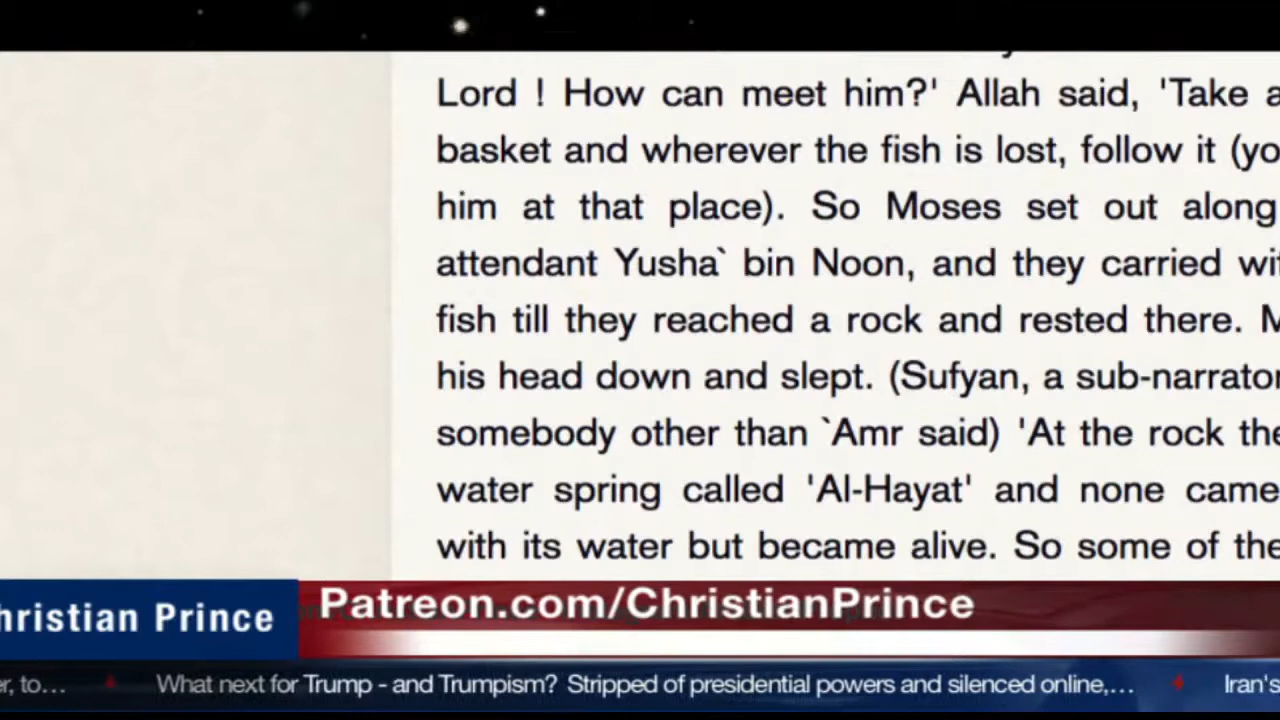 Lord ! How can meet him?' Allah said, 'Take a
basket and wherever the fish is lost, follow it (yo
him at that place). So Moses set out along
attendant Yusha` bin Noon, and they carried wit
fish till they reached a rock and rested there. M
his head down and slept. (Sufyan, a sub-narrator
somebody other than `Amr said) 'At the rock the
water spring called 'Al-Hayat' and none came
with its water but became alive. So some of the
hristian Prince
Patreon.com/ChristianPrince
r, to… What next for Trump - and Trumpism? Stripped of presidential powers and silenced online,… Iran's